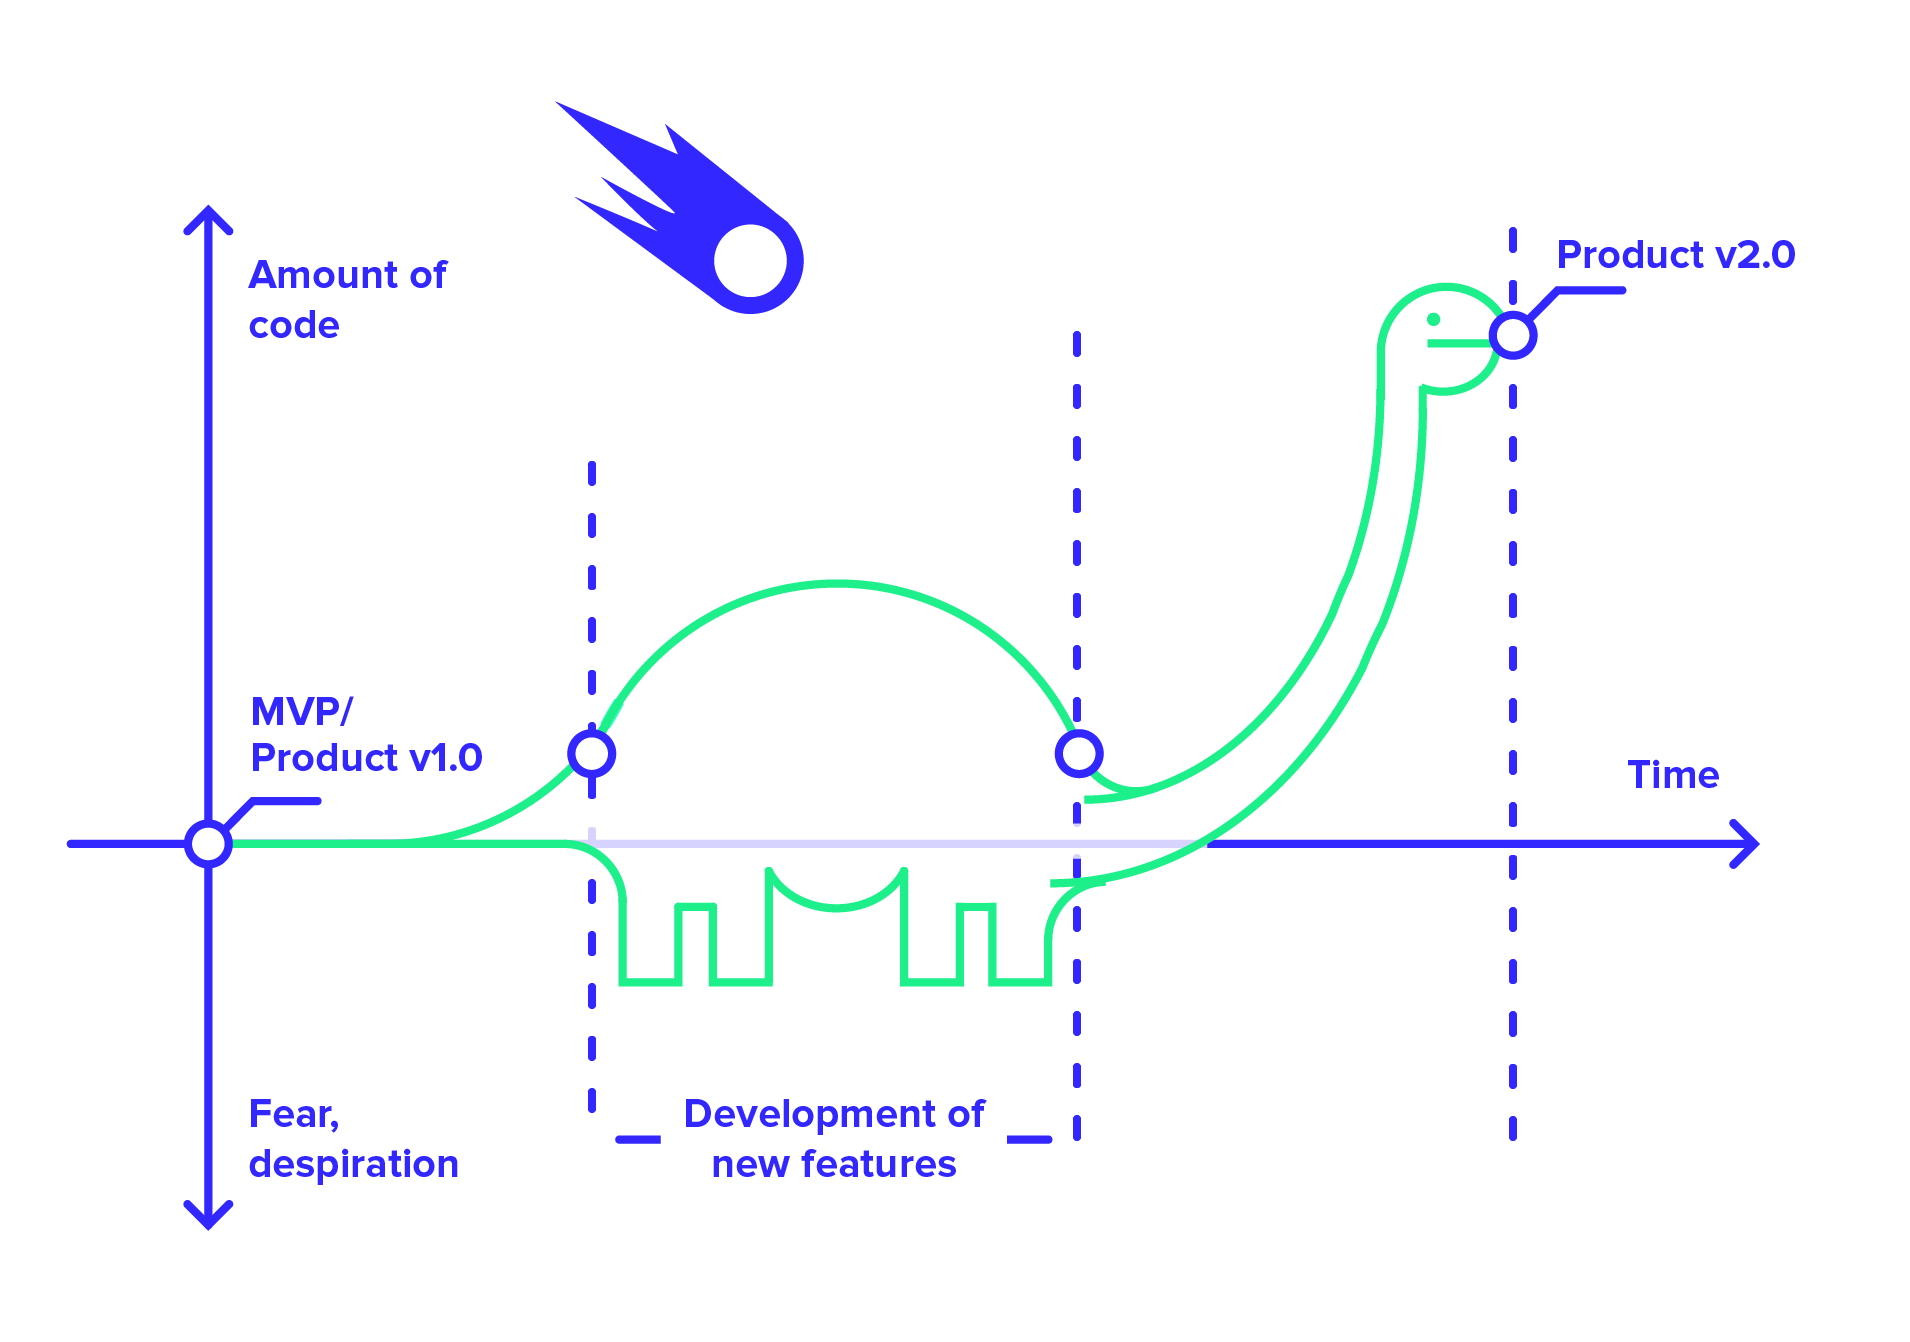 Amount of
code
Product v2.0
MVP/
Product v1.0
Time
Fear,
despiration
Development of
new features